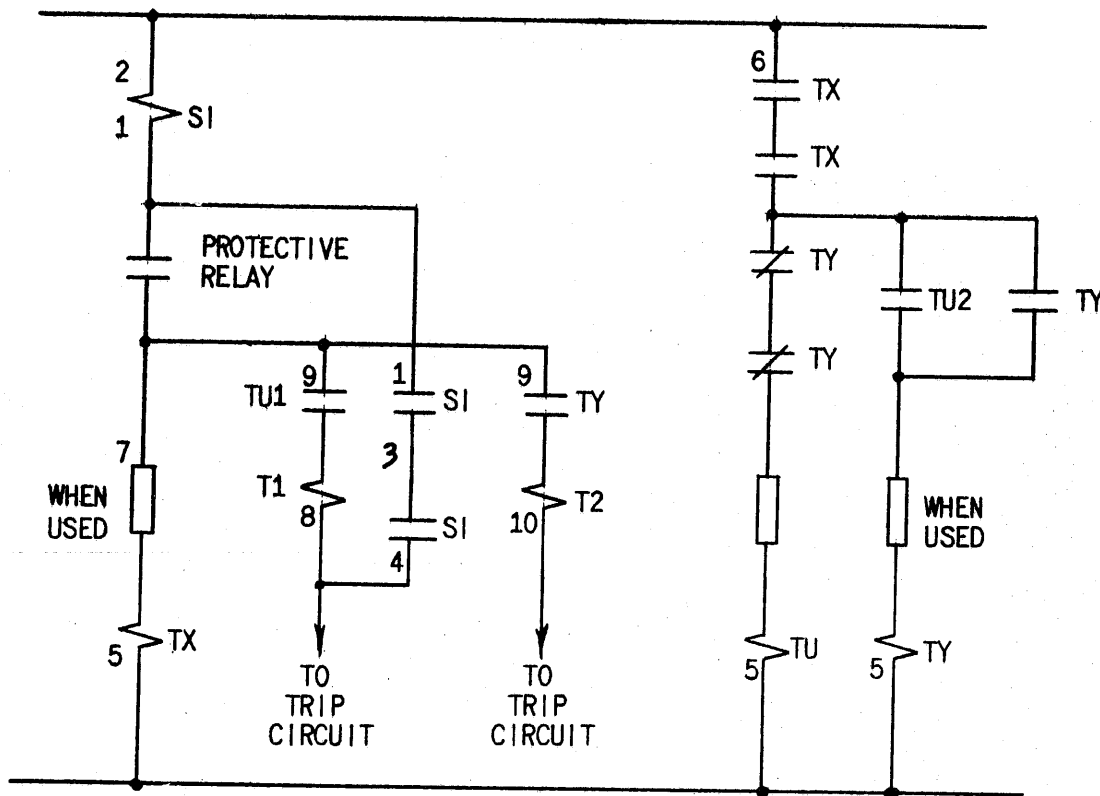 2
SI
1
PROTECTIVE
RELAY
9
TU1
1
SI
9
TY
3
7
WHEN
USED
T1
8
SI
4
T2
10
5
TX
TO
TRIP
CIRCUIT
TO
TRIP
CIRCUIT
6
TX
TX
TY
TU2
TY
TY
WHEN
USED
5
TU
5
TY